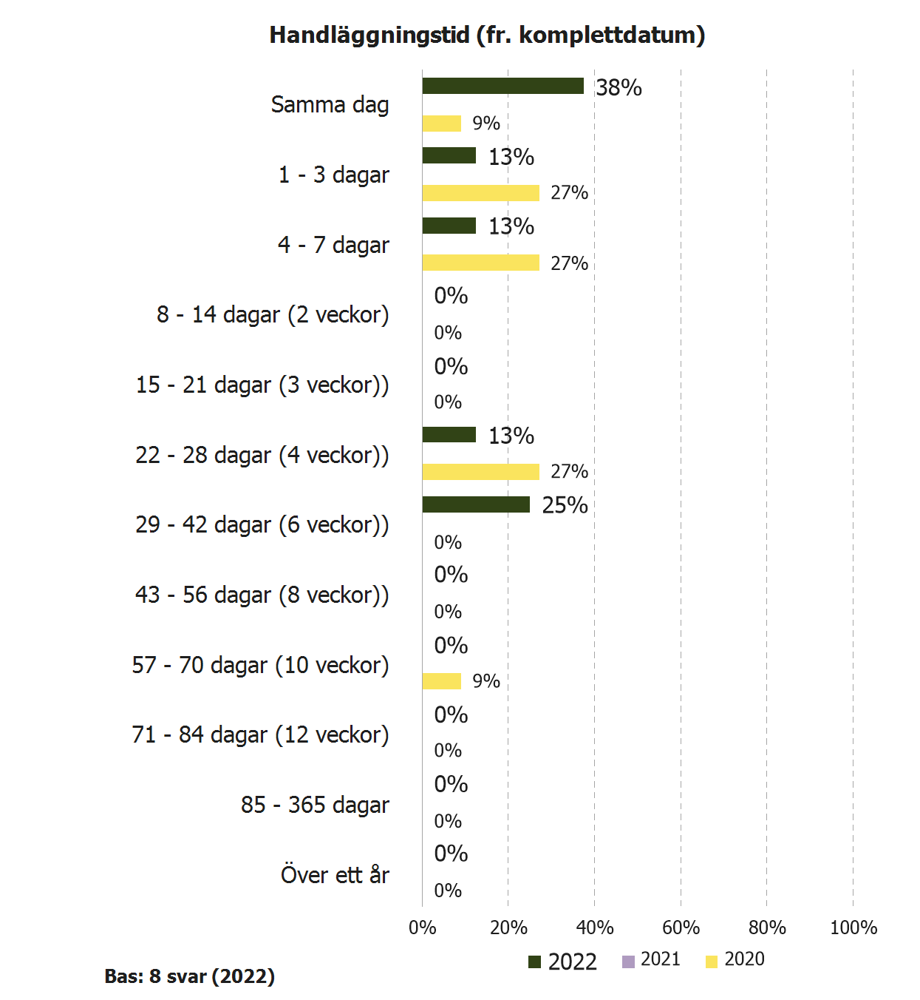 Handläggningstid (fr. komplettdatum)
Samma dag
38%
9%
1 - 3 dagar
13%
27%
4 - 7 dagar
13%
27%
8 - 14 dagar (2 veckor)
0%
0%
15 - 21 dagar (3 veckor))
0%
0%
22 - 28 dagar (4 veckor))
13%
27%
29 - 42 dagar (6 veckor))
25%
0%
43 - 56 dagar (8 veckor))
0%
0%
57 - 70 dagar (10 veckor)
0%
9%
71 - 84 dagar (12 veckor)
0%
0%
85 - 365 dagar
0%
0%
Över ett år
0%
0%
0% 20% 40% 60% 80% 100%
2022 2021 2020
Bas: 8 svar (2022)